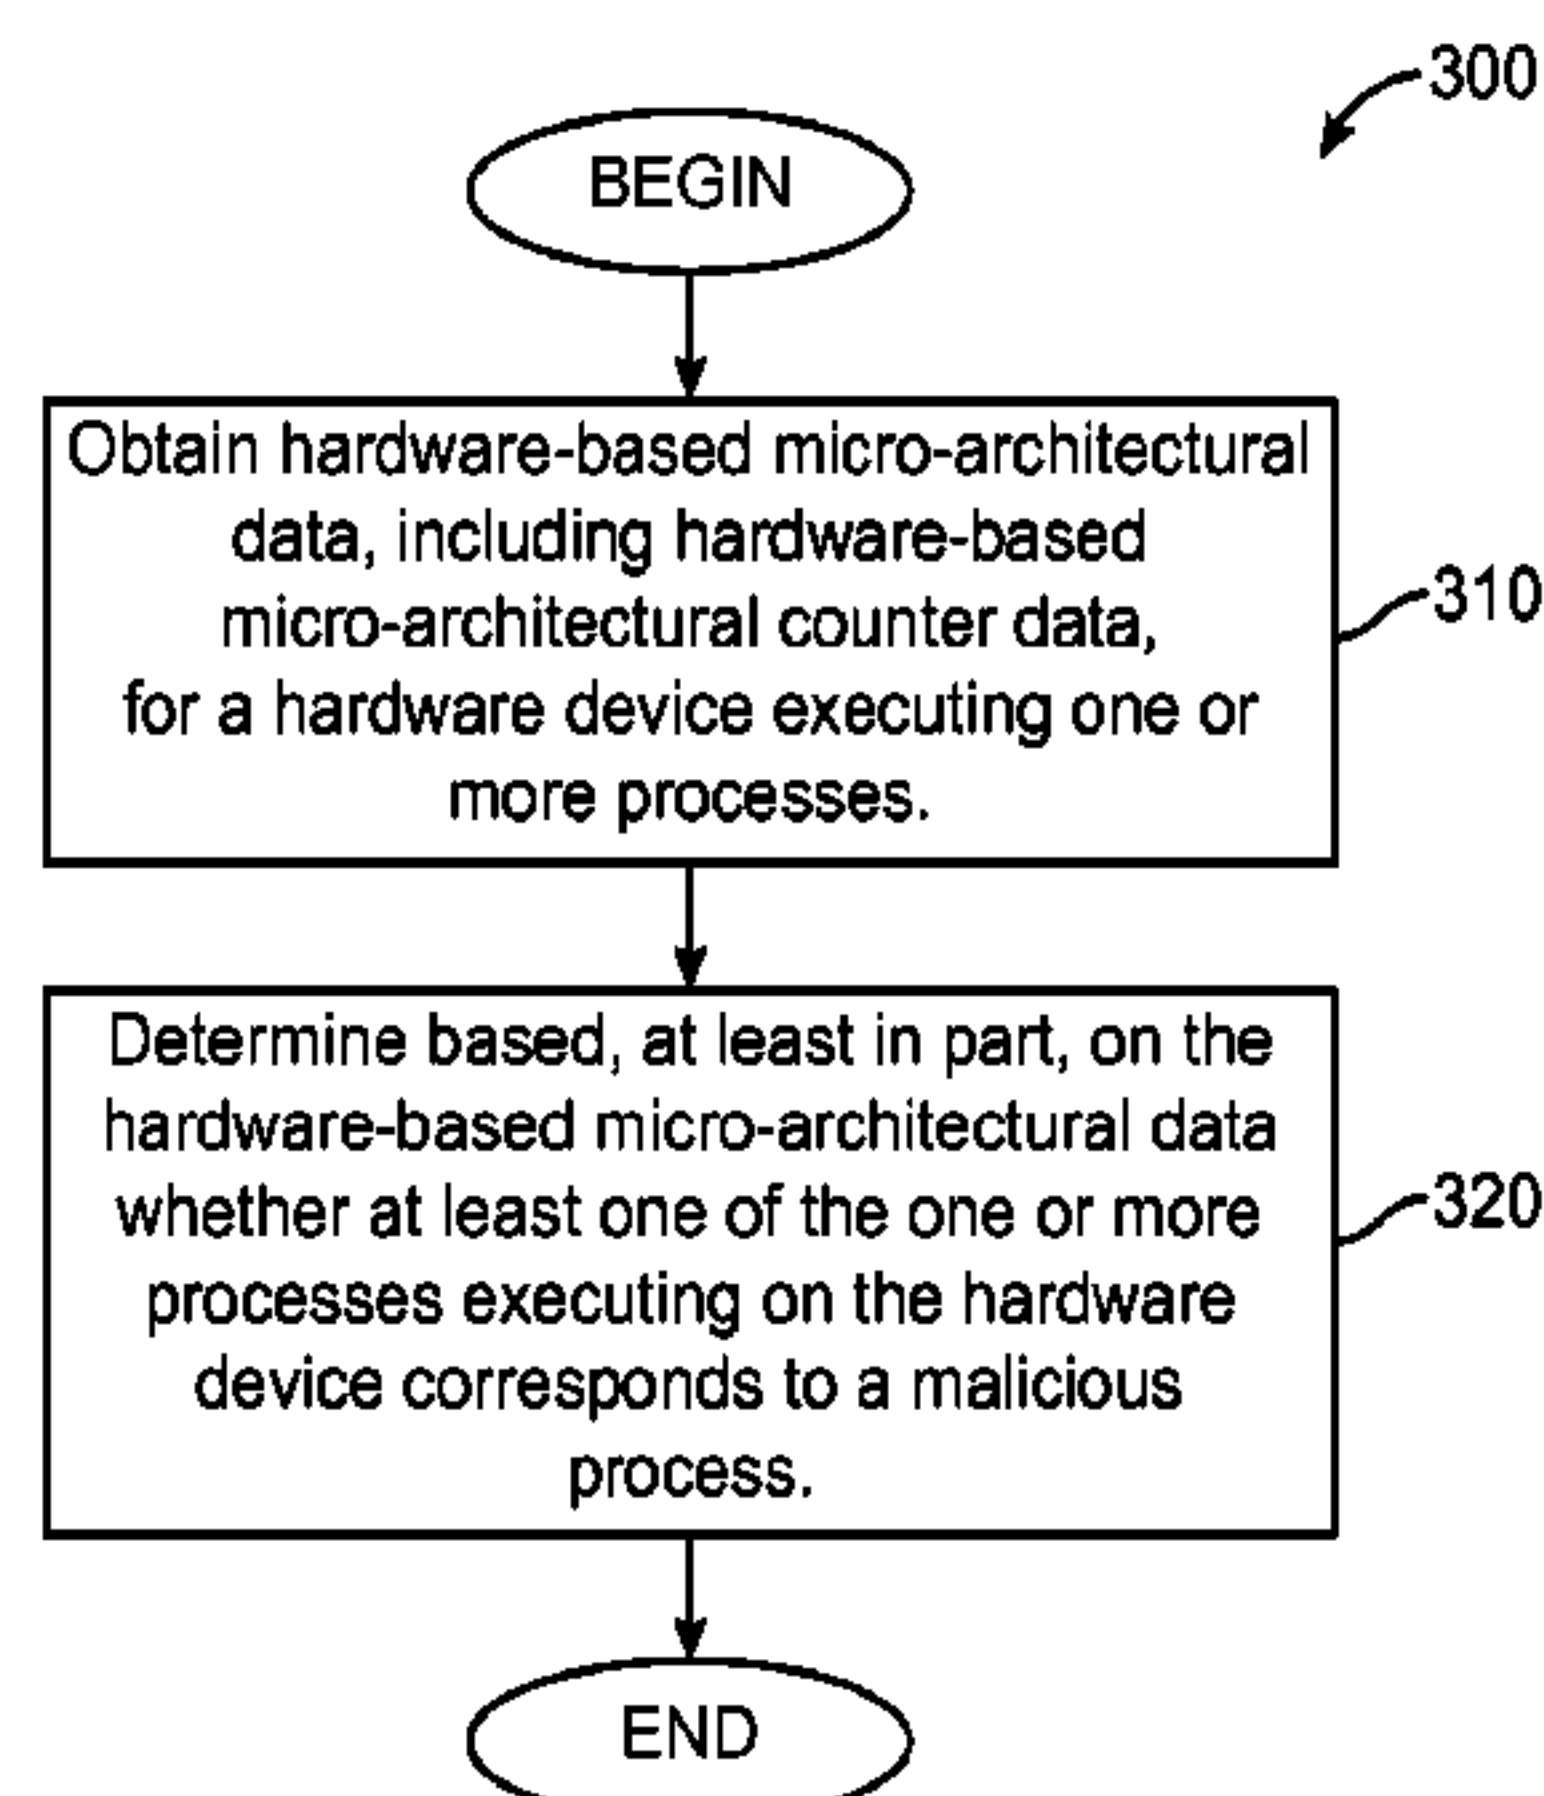 300
BEGIN
Obtain hardware-based micro-architectural
data, including hardware-based
micro-architectural counter data,
for a hardware device executing one or
more processes.
310
Determine based, at least in part, on the
hardware-based micro-architectural data
whether at least one of the one or more
processes executing on the hardware
device corresponds to a malicious
process.
320
END